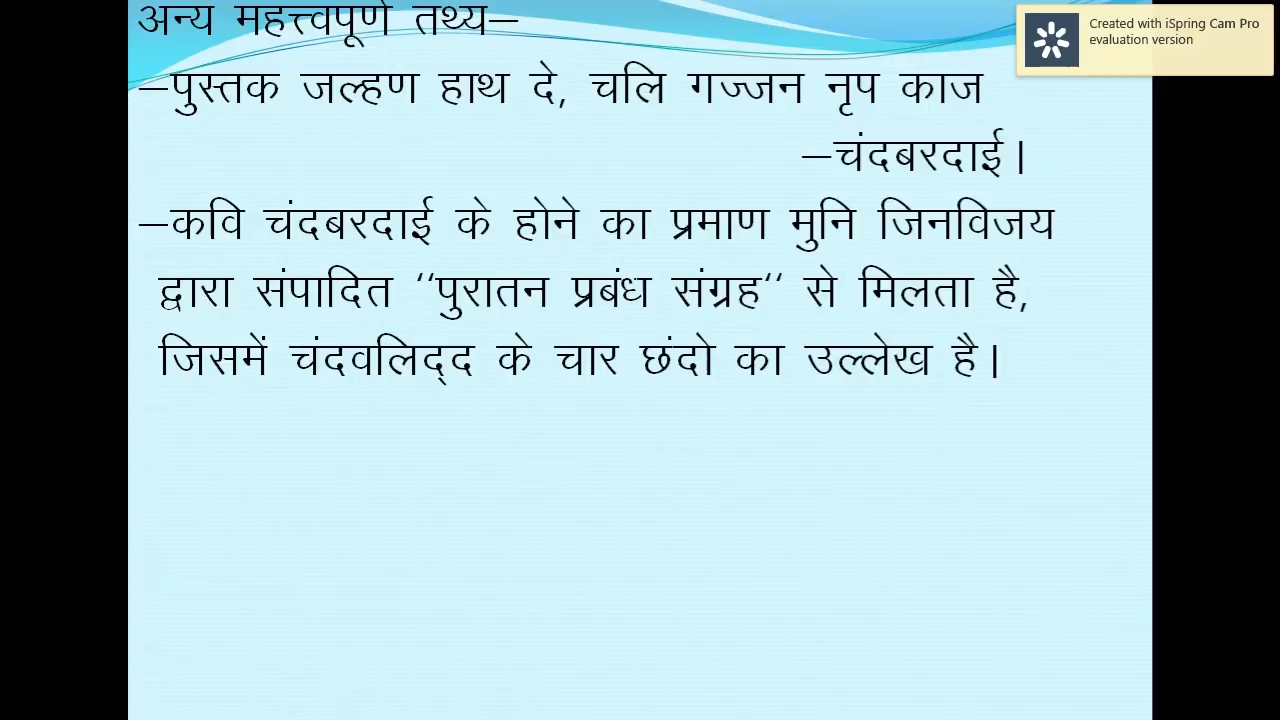 अन्य महत्त्वपूर्ण तथ्य–
–पुस्तक जल्हण हाथ दे, चलि गज्जन नृप काज
–चंदबरदाई।
–कवि चंदबरदाई के होने का प्रमाण मुनि जिनविजय
द्वारा संपादित ‘‘पुरातन प्रबंध संग्रह‘‘ से मिलता है,
जिसमें चंदवलिद्द के चार छंदो का उल्लेख है।
Created with iSpring Cam Pro
evaluation version